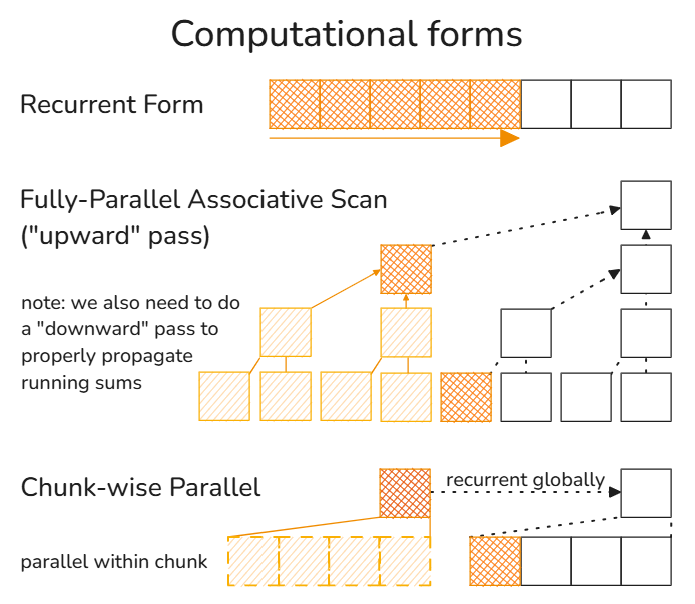 Computational forms
Recurrent Form
Fully-Parallel Associative Scan
("upward" pass)
note: we also need to do
a "downward" pass to
properly propagate
running sums
Chunk-wise Parallel
recurrent globally
parallel within chunk